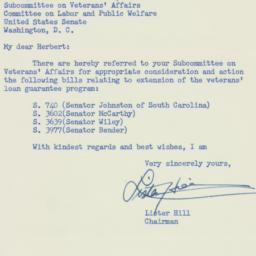 Subcommittee on Veterans' Affairs
Committee on Labor and Public Welfare
United States Senate
Washington, D. C.
My dear Herbert:
There are hereby referred to your Subcommittee on
Veterans' Affairs for appropriate consideration and action
the following bills relating to extension of the veterans'
loan guarantee program:
S. 740 (Senator Johnston of South Carolina)
S. 3602(Senator McCarthy)
S. 3639(Senator Wiley)
S. 3977(Senator Bender)
With kindest regards and best wishes, I am
Very sincerely yours,
Lister Hill
Lister Hill
Chairman